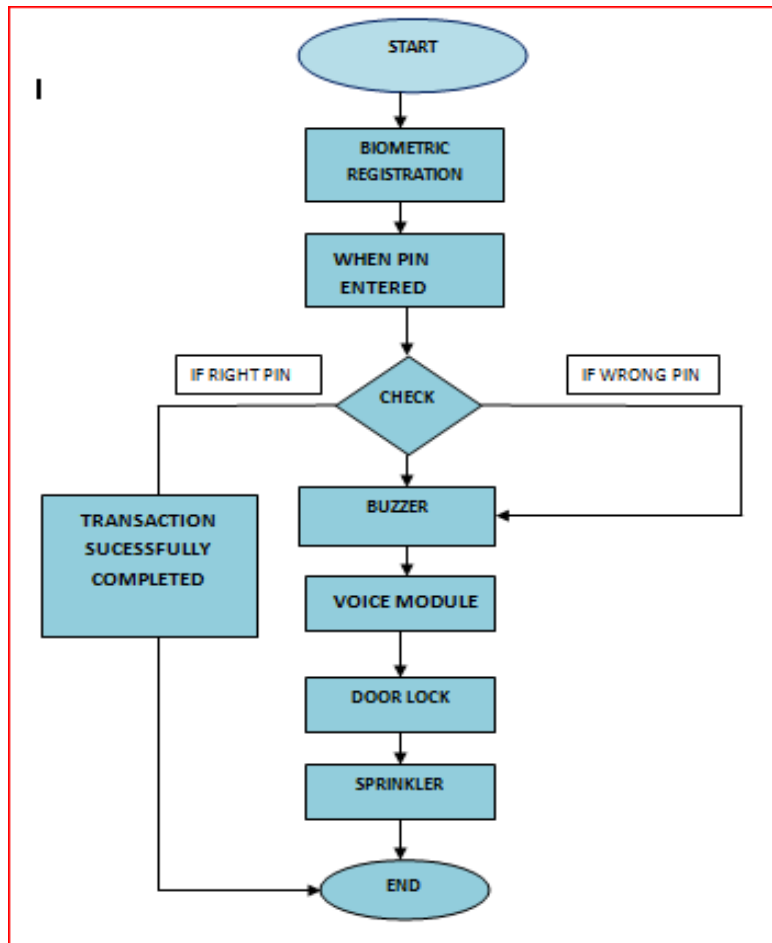 START
I
BIOMETRIC
REGISTRATION
WHEN PIN
ENTERED
IF RIGHT PIN
IF WRONG PIN
CHECK
BUZZER
TRANSACTION
SUCESSFULLY
COMPLETED
VOICE MODULE
DOOR LOCK
SPRINKLER
END